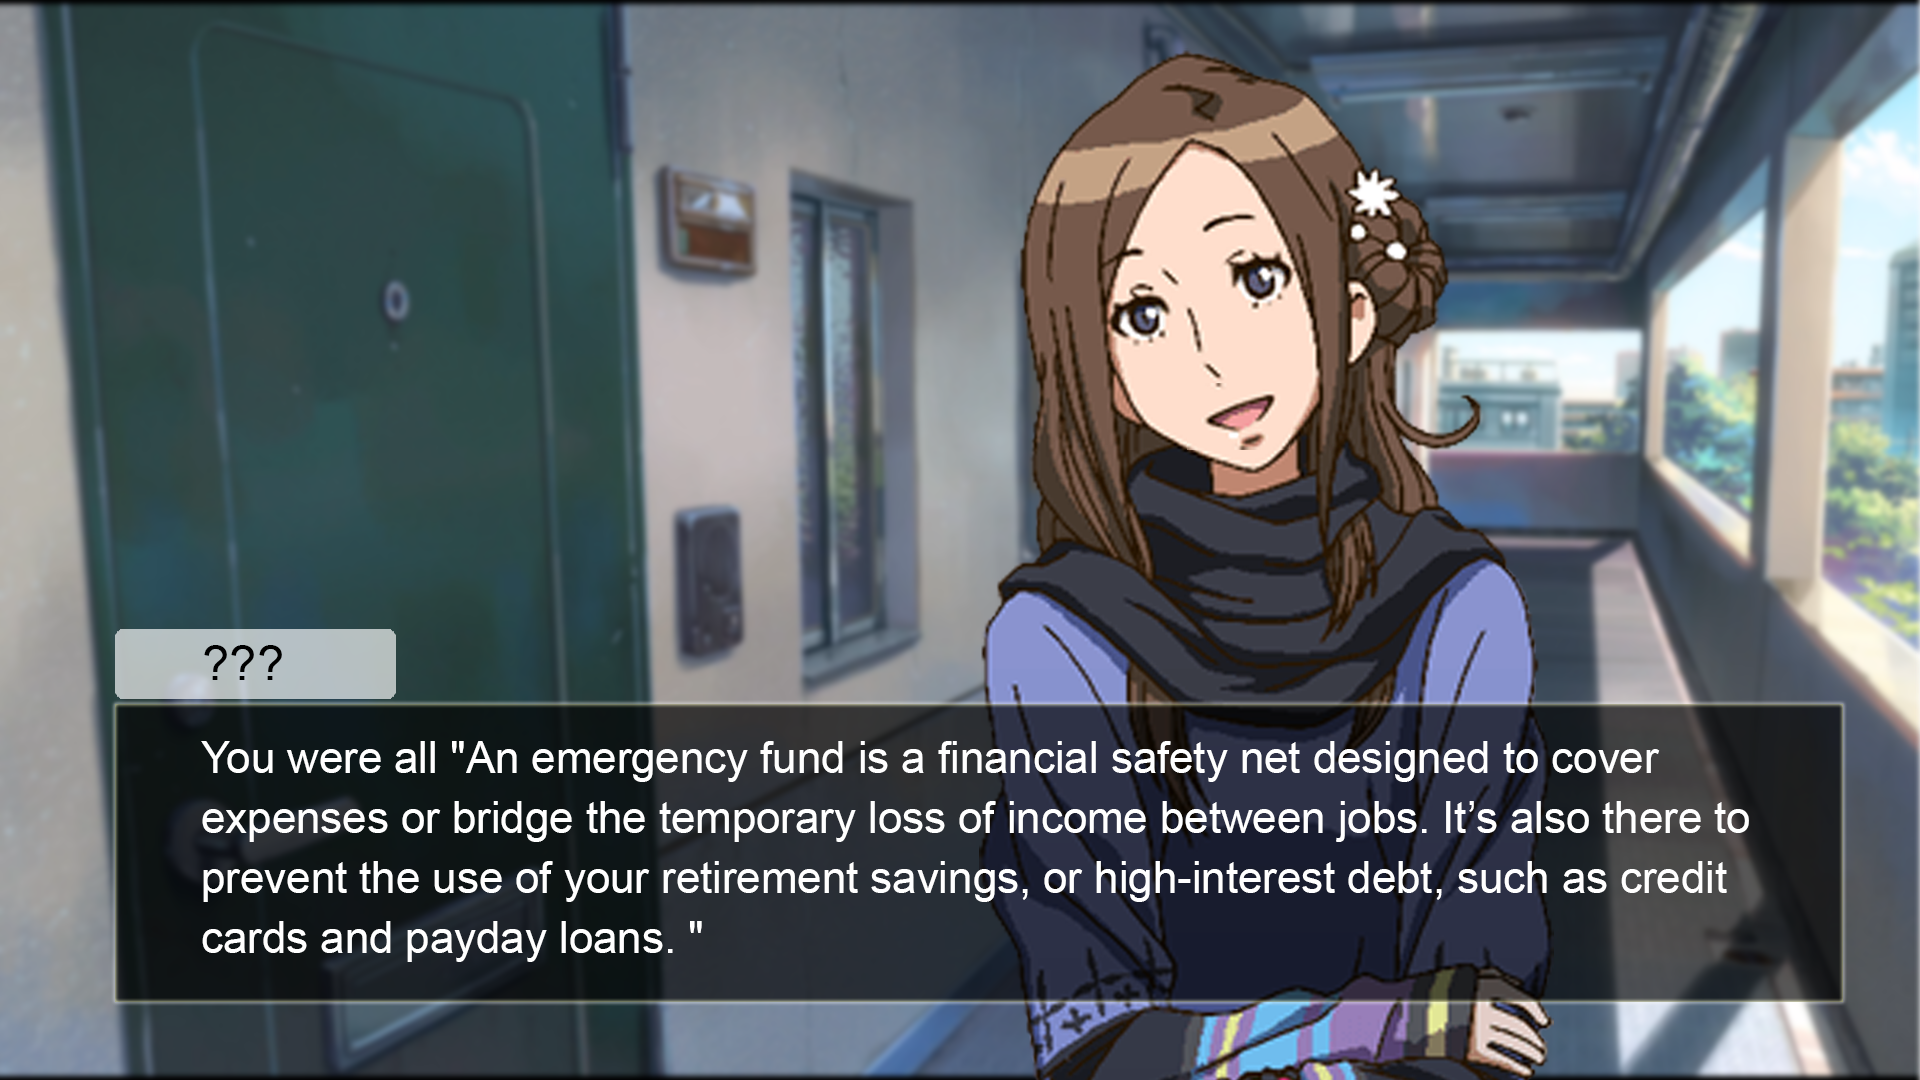 ???
You were all "An emergency fund is a financial safety net designed to cover
expenses or bridge the temporary loss of income between jobs. It’s also there to
prevent the use of your retirement savings, or high-interest debt, such as credit
cards and payday loans. "